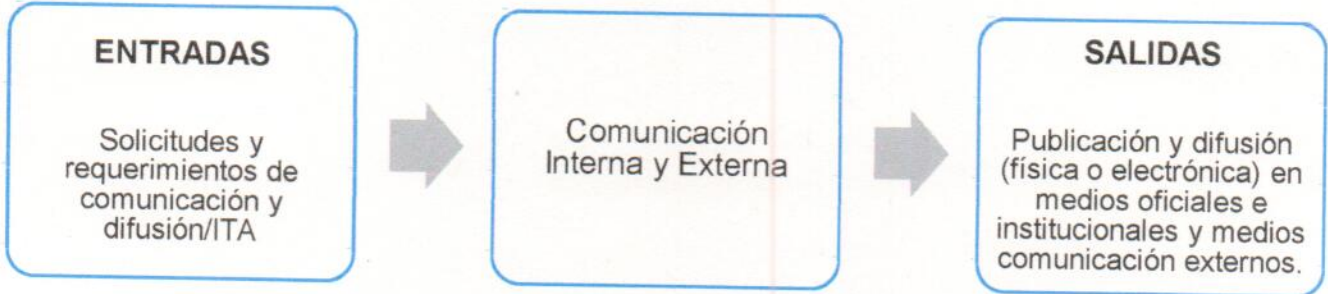 ENTRADAS
Solicitudes y
requerimientos de
comunicación y
difusión/ITA
Comunicación
Interna y Externa
SALIDAS
Publicación y difusión
(física o electrónica) en
medios oficiales e
institucionales y medios
comunicación externos.